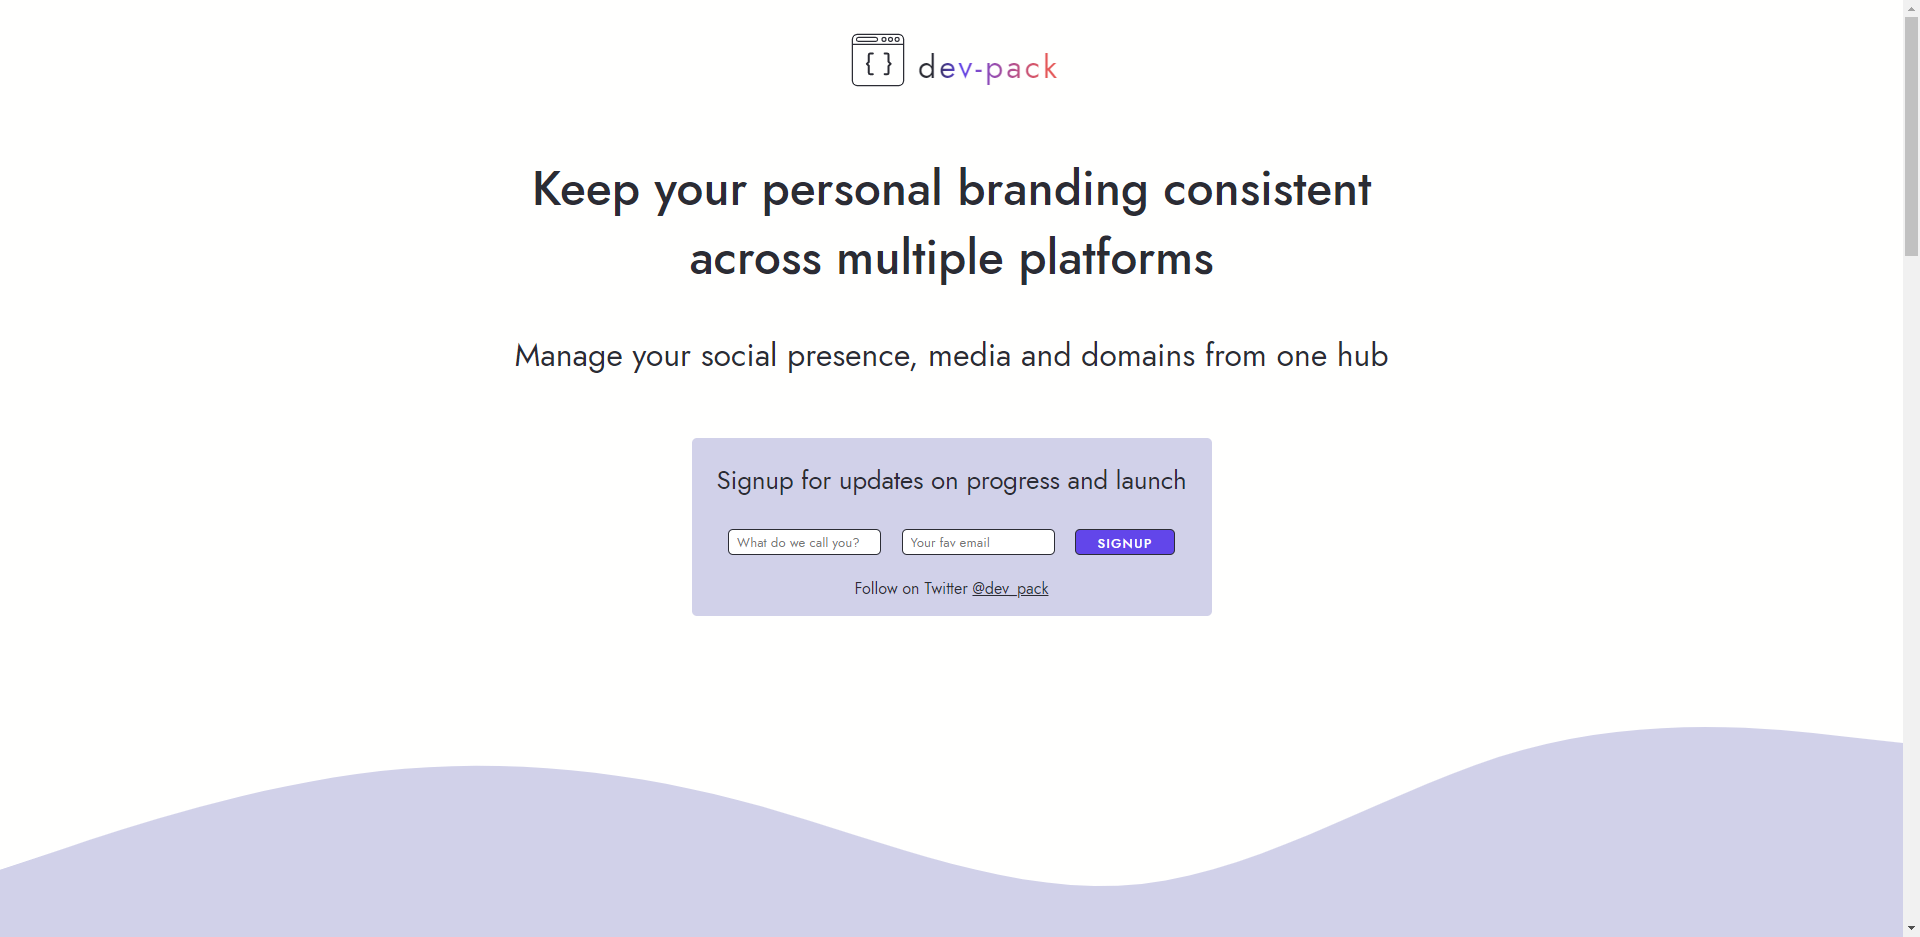 { } dev-pack
Keep your personal branding consistent
across multiple platforms
Manage your social presence, media and domains from one hub
Signup for updates on progress and launch
What do we call you? Your fav email SIGNUP
Follow on Twitter @dev_pack